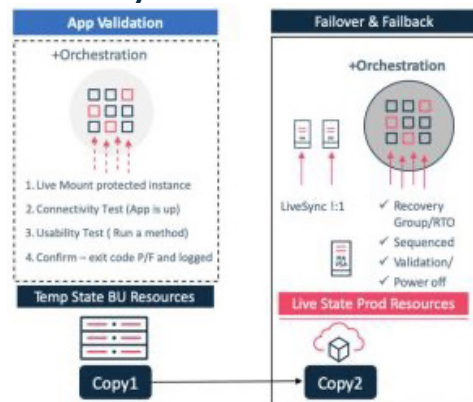 App Validation
+Orchestration
1. Live Mount protected instance
2. Connectivity Test (App is up)
3. Usability Test ( Run a method)
4. Confirm – exit code P/F and logged
Temp State BU Resources
Copy1
Failover & Failback
+Orchestration
LiveSync !:1
✓ Recovery
Group/RTO
✓ Sequenced
✓ Validation/
✓ Power off
Live State Prod Resources
Copy2